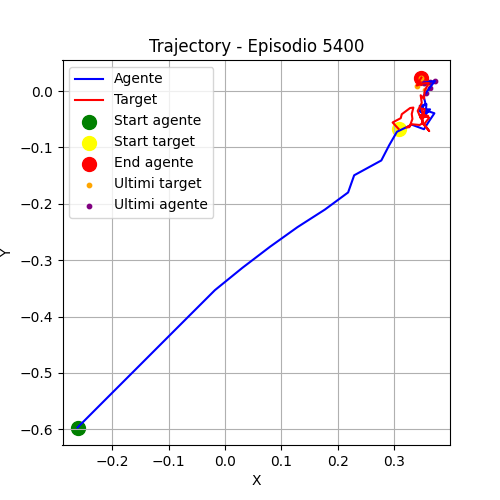 Trajectory - Episodio 5400
Agente
Target
Start agente
Start target
End agente
Ultimi target
Ultimi agente
0.0
−0.1
−0.2
−0.3
−0.4
−0.5
−0.6
Y
−0.2
−0.1
0.0
0.1
0.2
0.3
X